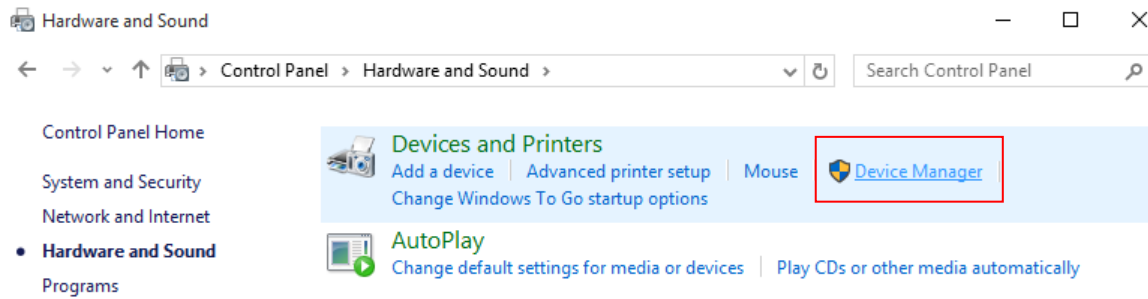 Hardware and Sound
Control Panel > Hardware and Sound >
Search Control Panel
Control Panel Home
System and Security
Network and Internet
Hardware and Sound
Programs
Devices and Printers
Add a device | Advanced printer setup | Mouse | Device Manager |
Change Windows To Go startup options
AutoPlay
Change default settings for media or devices | Play CDs or other media automatically